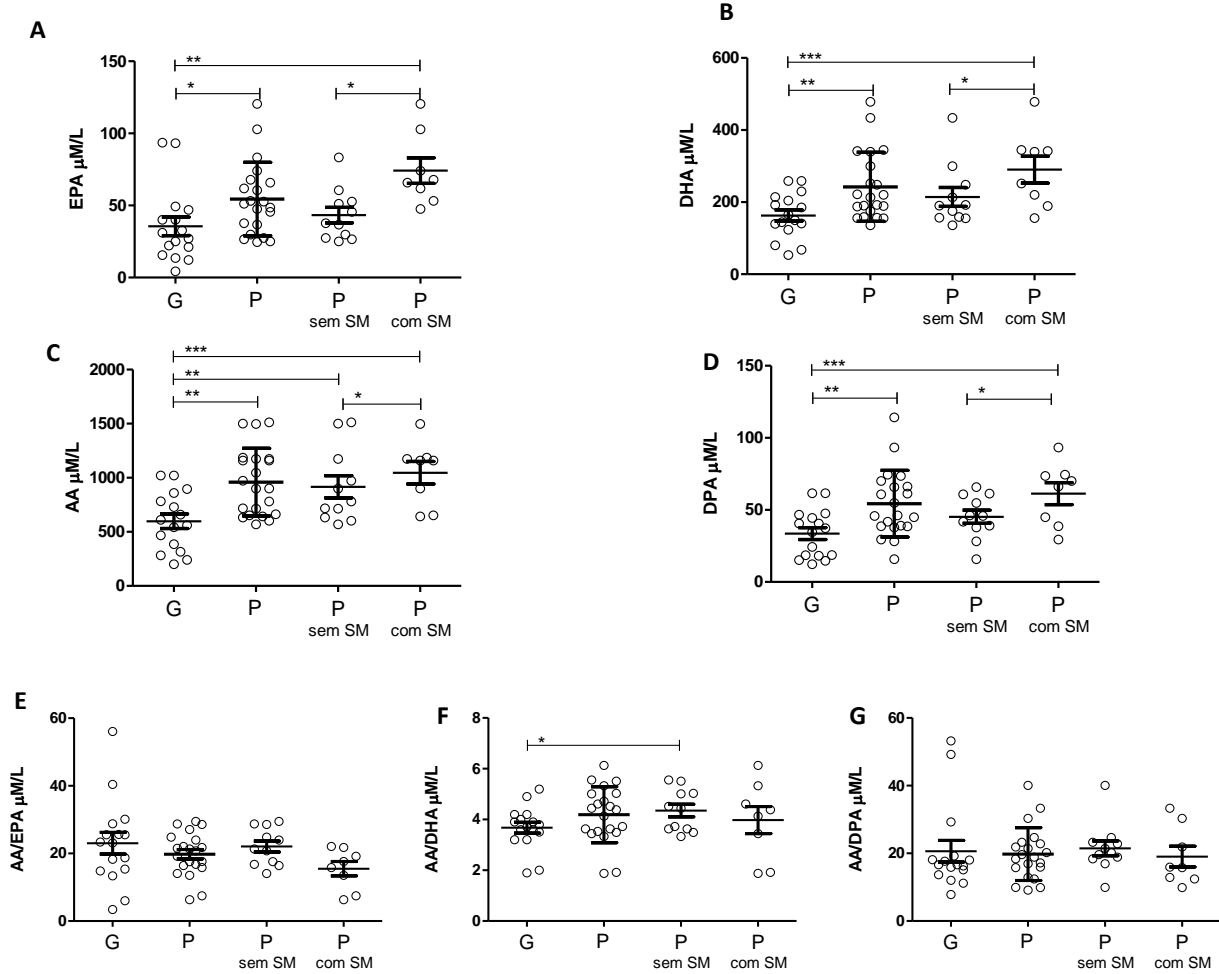 A
EPA µM/L
150
100
50
0
**
*
*
G
P
P
sem SM
P
com SM
B
DHA µM/L
600
400
200
0
***
**
*
G
P
P
sem SM
P
com SM
C
AA µM/L
2000
1500
1000
500
0
***
**
**
*
G
P
P
sem SM
P
com SM
D
DPA µM/L
150
100
50
0
***
**
*
G
P
P
sem SM
P
com SM
E
AA/EPA µM/L
60
40
20
0
G
P
P
sem SM
P
com SM
F
AA/DHA µM/L
8
6
4
2
0
*
G
P
P
sem SM
P
com SM
G
AA/DPA µM/L
60
40
20
0
G
P
P
sem SM
P
com SM